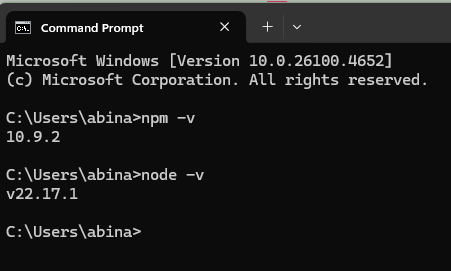 Command Prompt
Microsoft Windows [Version 10.0.26100.4652]
(c) Microsoft Corporation. All rights reserved.
C:\Users\abina>npm -v
10.9.2
C:\Users\abina>node -v
v22.17.1
C:\Users\abina>